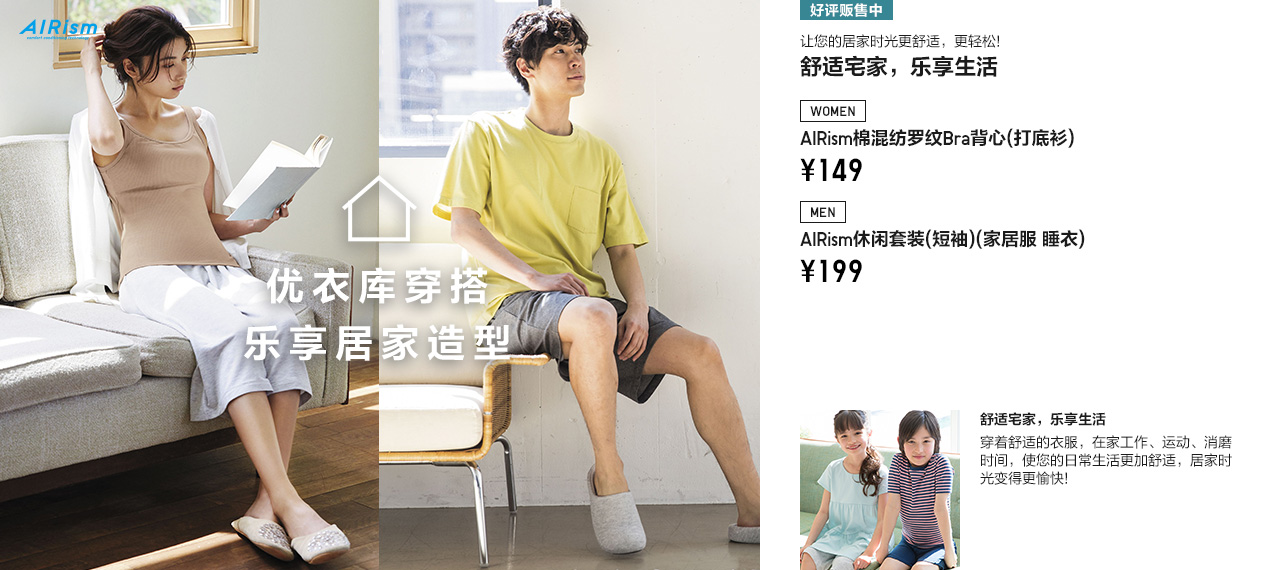 AIRism
优衣库穿搭
乐享居家造型
好评贩售中
让您的居家时光更舒适，更轻松!
舒适宅家，乐享生活
WOMEN
AIRism棉混纺罗纹Bra背心(打底衫)
¥149
MEN
AIRism休闲套装(短袖)(家居服 睡衣)
¥199
舒适宅家，乐享生活
穿着舒适的衣服，在家工作、运动、消磨
时间，使您的日常生活更加舒适，居家时
光变得更愉快!